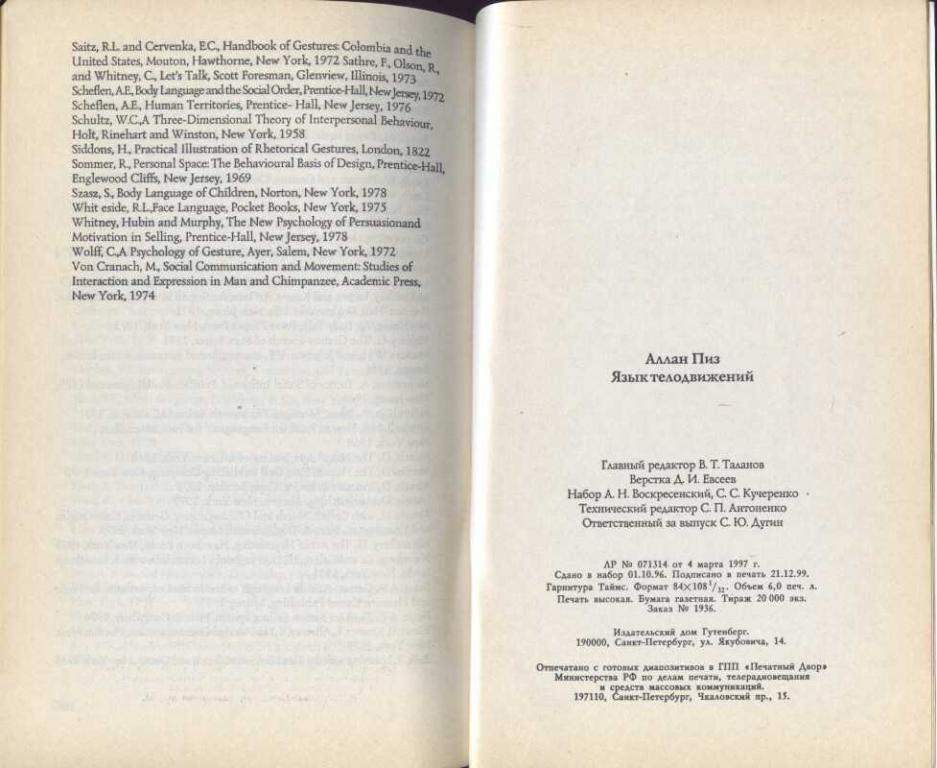 Saitz, R.L. and Cervenka, E.C., Handbook of Gestures: Colombia and the
United States, Mouton, Hawthorne, New York, 1972 Sathre, F., Olson, R.,
and Whitney, C., Let's Talk, Scott Foresman, Glenview, Illinois, 1973
Scheflen, A.E., Body Language and the Social Order, Prentice-Hall, New Jersey, 1972
Scheflen, A.E., Human Territories, Prentice- Hall, New Jersey, 1976
Schultz, W.C.,A Three-Dimensional Theory of Interpersonal Behaviour,
Holt, Rinehart and Winston, New York, 1958
Siddons, H., Practical Illustration of Rhetorical Gestures, London, 1822
Sommer, R., Personal Space: The Behavioural Basis of Design, Prentice-Hall,
Englewood Cliffs, New Jersey, 1969
Szasz, S., Body Language of Children, Norton, New York, 1978
Whit eside, R.L.,Face Language, Pocket Books, New York, 1975
Whitney, Hubin and Murphy, The New Psychology of Persuasionand
Motivation in Selling, Prentice-Hall, New Jersey, 1978
Wolff, C.,A Psychology of Gesture, Ayer, Salem, New York, 1972
Von Cranach, M., Social Communication and Movement: Studies of
Interaction and Expression in Man and Chimpanzee, Academic Press,
New York, 1974
Аллан Пиз
Язык телодвижений
Главный редактор В. Т. Таланов
Верстка Д. И. Евсеев
Набор А. Н. Воскресенский, С. С. Кучеренко
Технический редактор С. П. Антоненко
Ответственный за выпуск С. Ю. Дугин
ЛР № 071314 от 4 марта 1997 г.
Сдано в набор 01.10.96. Подписано в печать 21.12.99.
Гарнитура Таймс. Формат 84×108 1/32. Объем 6,0 печ. л.
Печать высокая. Бумага газетная. Тираж 20 000 экз.
Заказ № 1936.
Издательский дом Гутенберг.
190000, Санкт-Петербург, ул. Якубовича, 14.
Отпечатано с готовых диапозитивов в ГПП «Печатный Двор»
Министерства РФ по делам печати, телерадиовещания
и средств массовых коммуникаций.
197110, Санкт-Петербург, Чкаловский пр., 15.